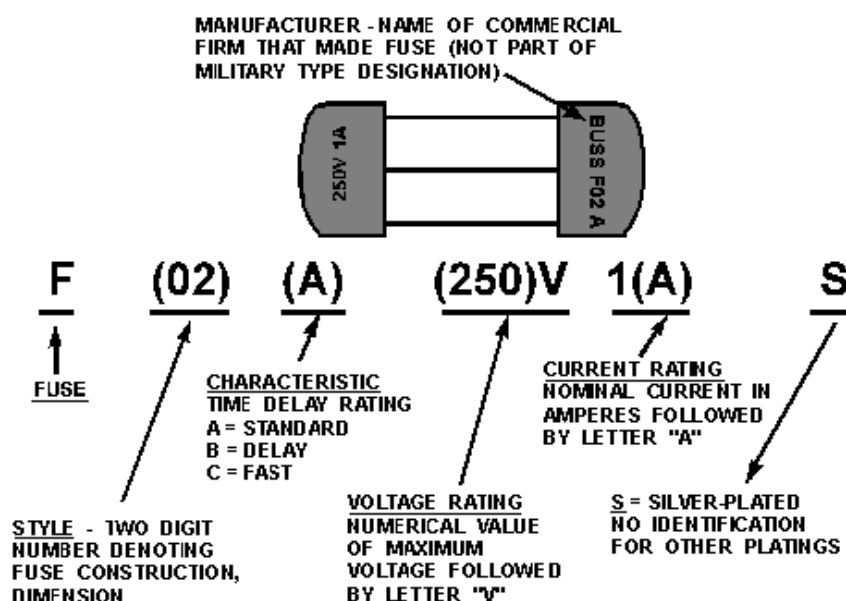 MANUFACTURER - NAME OF COMMERCIAL
FIRM THAT MADE FUSE (NOT PART OF
MILITARY TYPE DESIGNATION)
250V 1A
BUSS F02 A
F (02) (A) (250)V 1(A) S
FUSE
CHARACTERISTIC
TIME DELAY RATING
A = STANDARD
B = DELAY
C = FAST
CURRENT RATING
NOMINAL CURRENT IN
AMPERES FOLLOWED
BY LETTER "A"
STYLE - TWO DIGIT
NUMBER DENOTING
FUSE CONSTRUCTION,
DIMENSION
VOLTAGE RATING
NUMERICAL VALUE
OF MAXIMUM
VOLTAGE FOLLOWED
BY LETTER "V"
S = SILVER-PLATED
NO IDENTIFICATION
FOR OTHER PLATINGS